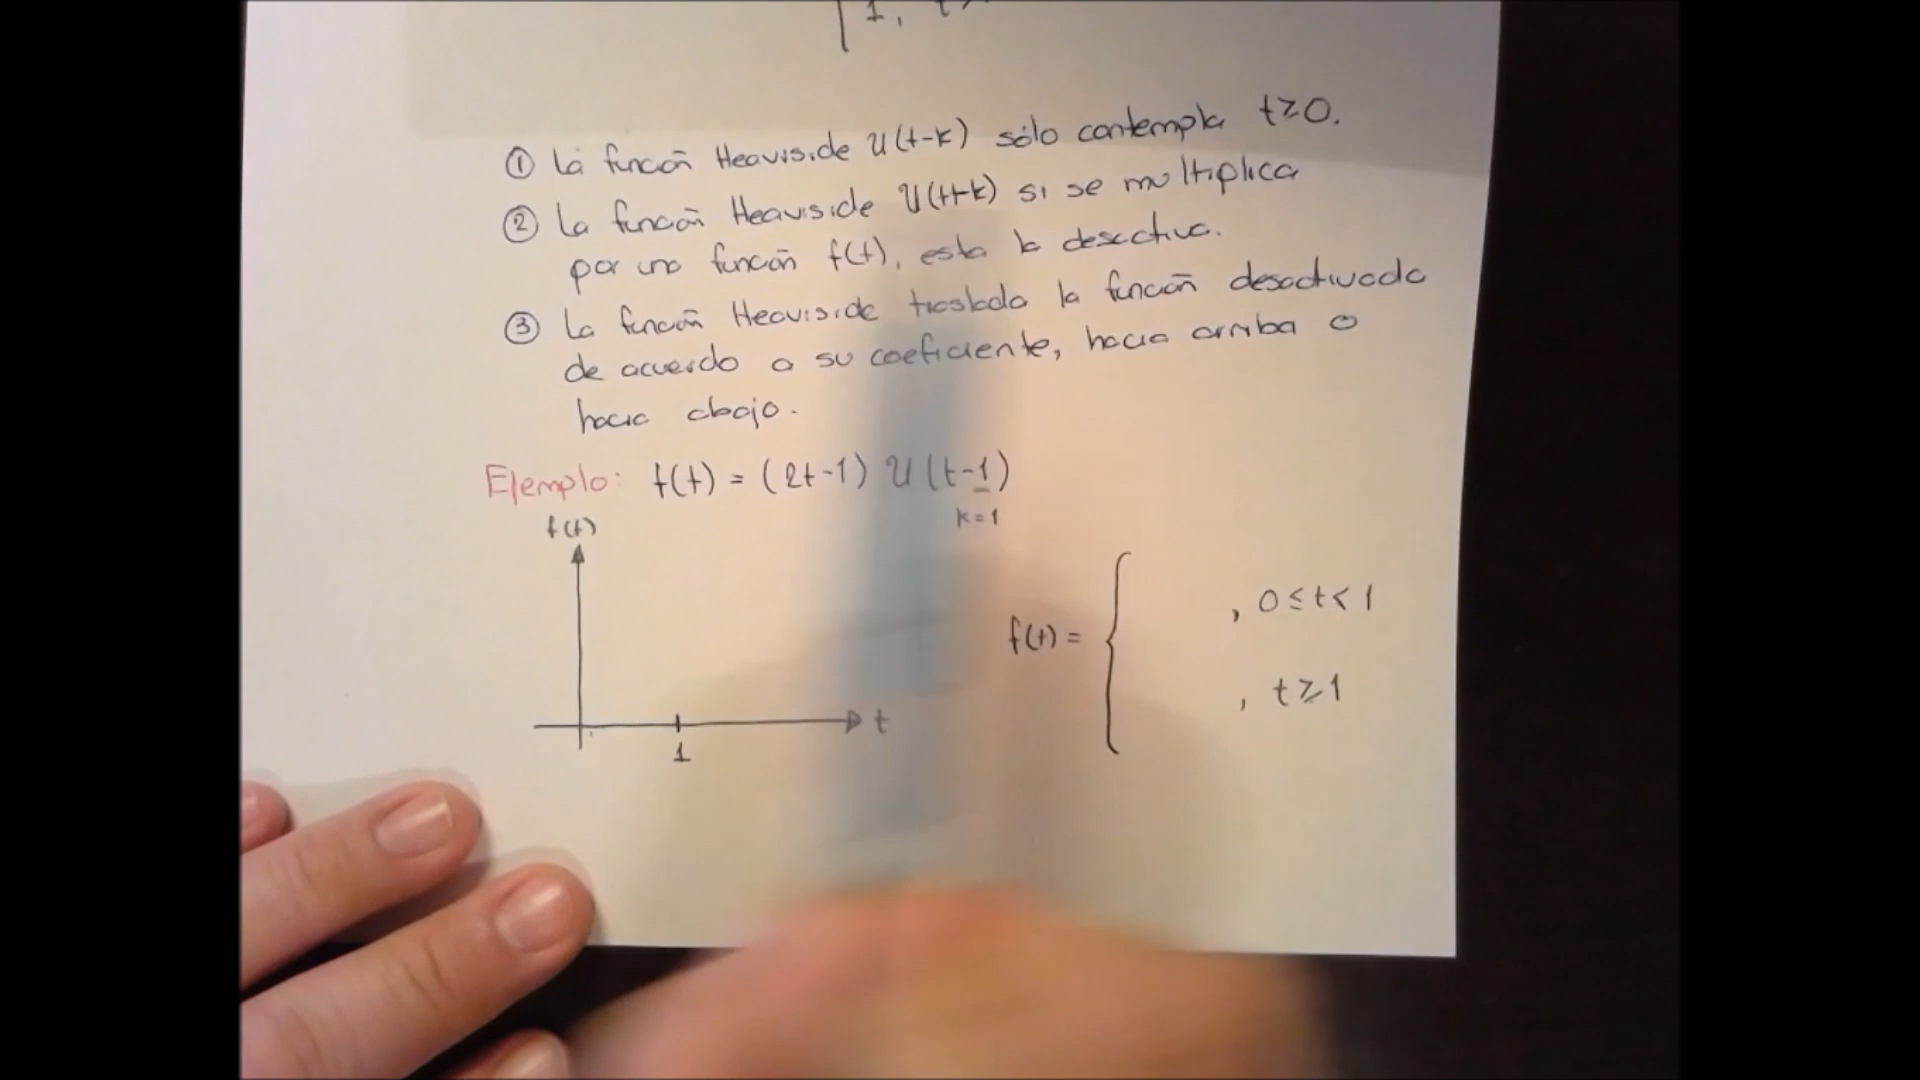 1, t
① La función Heaviside U(t-k) sólo contempla t≥0.
② La función Heaviside U(t-k) si se multiplica
por una función f(t), esta la desactiva.
③ La función Heaviside traslada la función desactivada
de acuerdo a su coeficiente, hacia arriba o
hacia abajo.
Ejemplo: f(t) = (2t-1) U(t-1)
k=1
f(t)
f(t) = {
, 0≤t<1
, t≥1
t
1